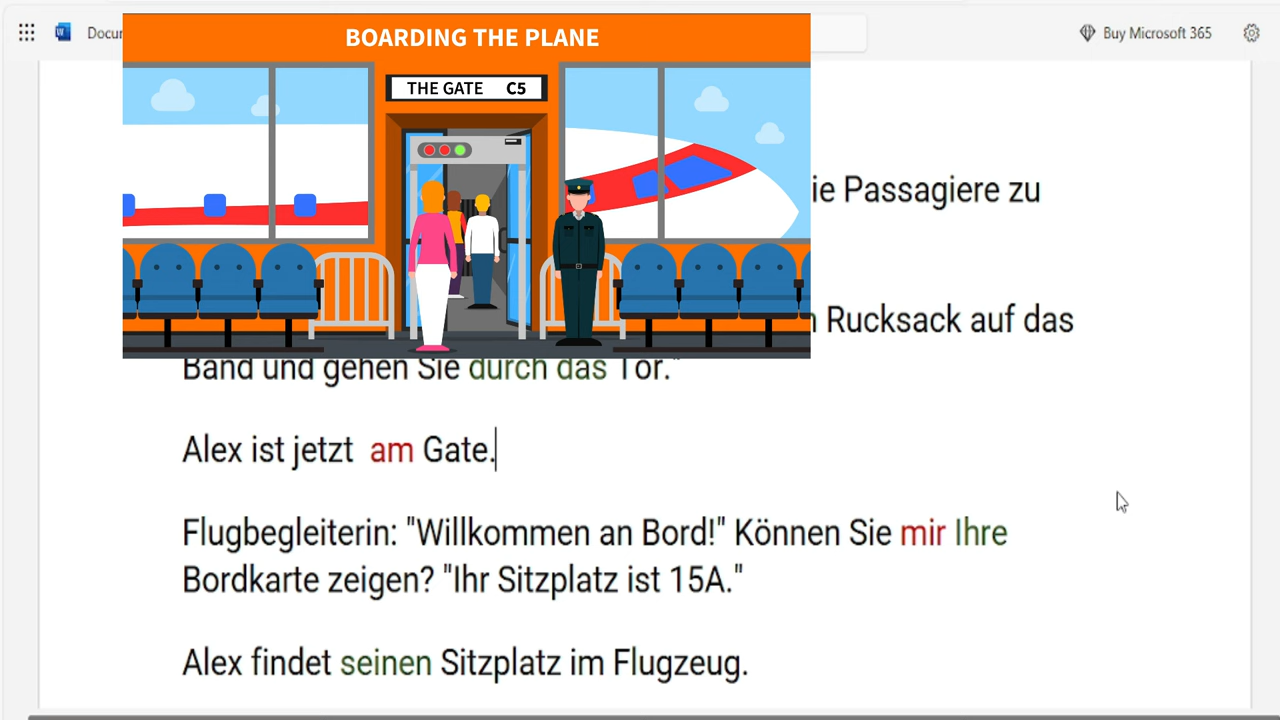 Docu
Buy Microsoft 365
BOARDING THE PLANE
THE GATE C5
ie Passagiere zu
Rucksack auf das
Band und gehen Sie durch das Tor."
Alex ist jetzt am Gate.
Flugbegleiterin: "Willkommen an Bord!" Können Sie mir Ihre
Bordkarte zeigen? "Ihr Sitzplatz ist 15A."
Alex findet seinen Sitzplatz im Flugzeug.